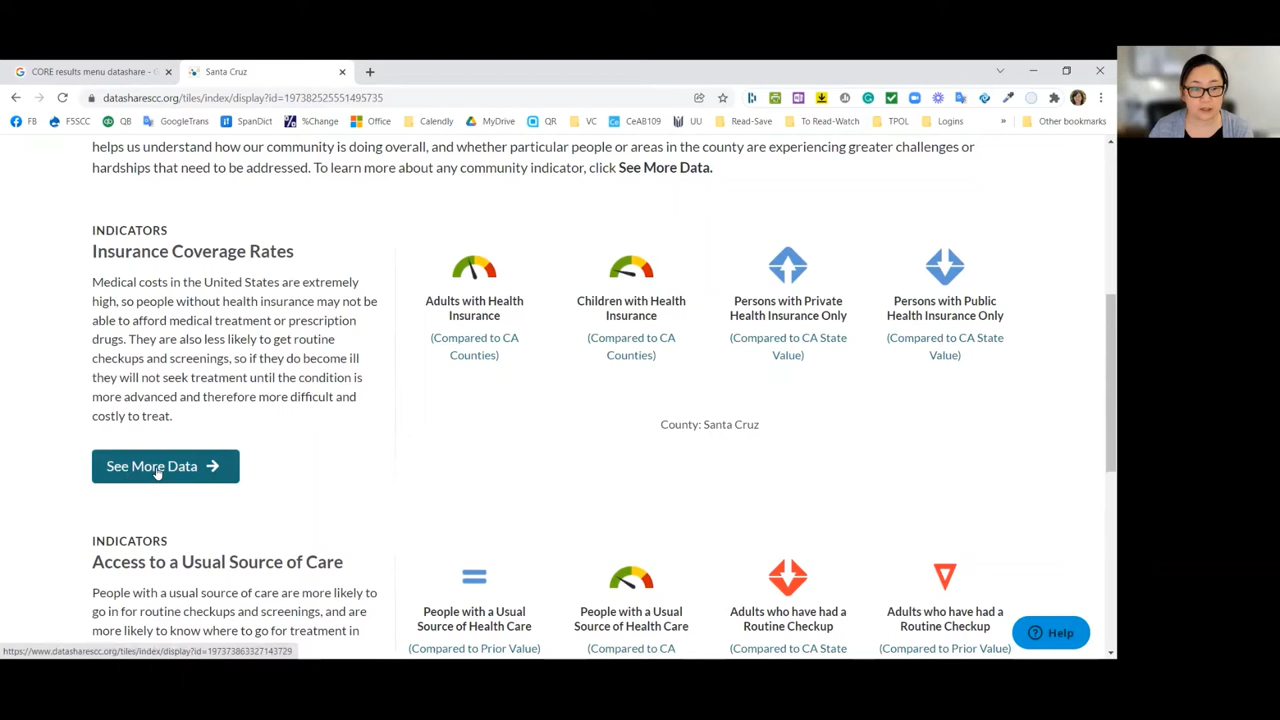 CORE results menu datashare -
Santa Cruz
datasharescc.org/tiles/index/display?id=197382525551495735
FB F5SCC QB GoogleTrans SpanDict %Change Office Calendly MyDrive QR VC CeAB109 UU Read-Save To Read-Watch TPOL Logins » Other bookmarks
helps us understand how our community is doing overall, and whether particular people or areas in the county are experiencing greater challenges or
hardships that need to be addressed. To learn more about any community indicator, click See More Data.
INDICATORS
Insurance Coverage Rates
Medical costs in the United States are extremely
high, so people without health insurance may not be
able to afford medical treatment or prescription
drugs. They are also less likely to get routine
checkups and screenings, so if they do become ill
they will not seek treatment until the condition is
more advanced and therefore more difficult and
costly to treat.
See More Data
Adults with Health
Insurance
(Compared to CA
Counties)
Children with Health
Insurance
(Compared to CA
Counties)
Persons with Private
Health Insurance Only
(Compared to CA State
Value)
Persons with Public
Health Insurance Only
(Compared to CA State
Value)
County: Santa Cruz
INDICATORS
Access to a Usual Source of Care
People with a usual source of care are more likely to
go in for routine checkups and screenings, and are
more likely to know where to go for treatment in
People with a Usual
Source of Health Care
(Compared to Prior Value)
People with a Usual
Source of Health Care
(Compared to CA
Adults who have had a
Routine Checkup
(Compared to CA State
Adults who have had a
Routine Checkup
(Compared to Prior Value)
Help
https://www.datasharescc.org/tiles/index/display?id=197373863327143729